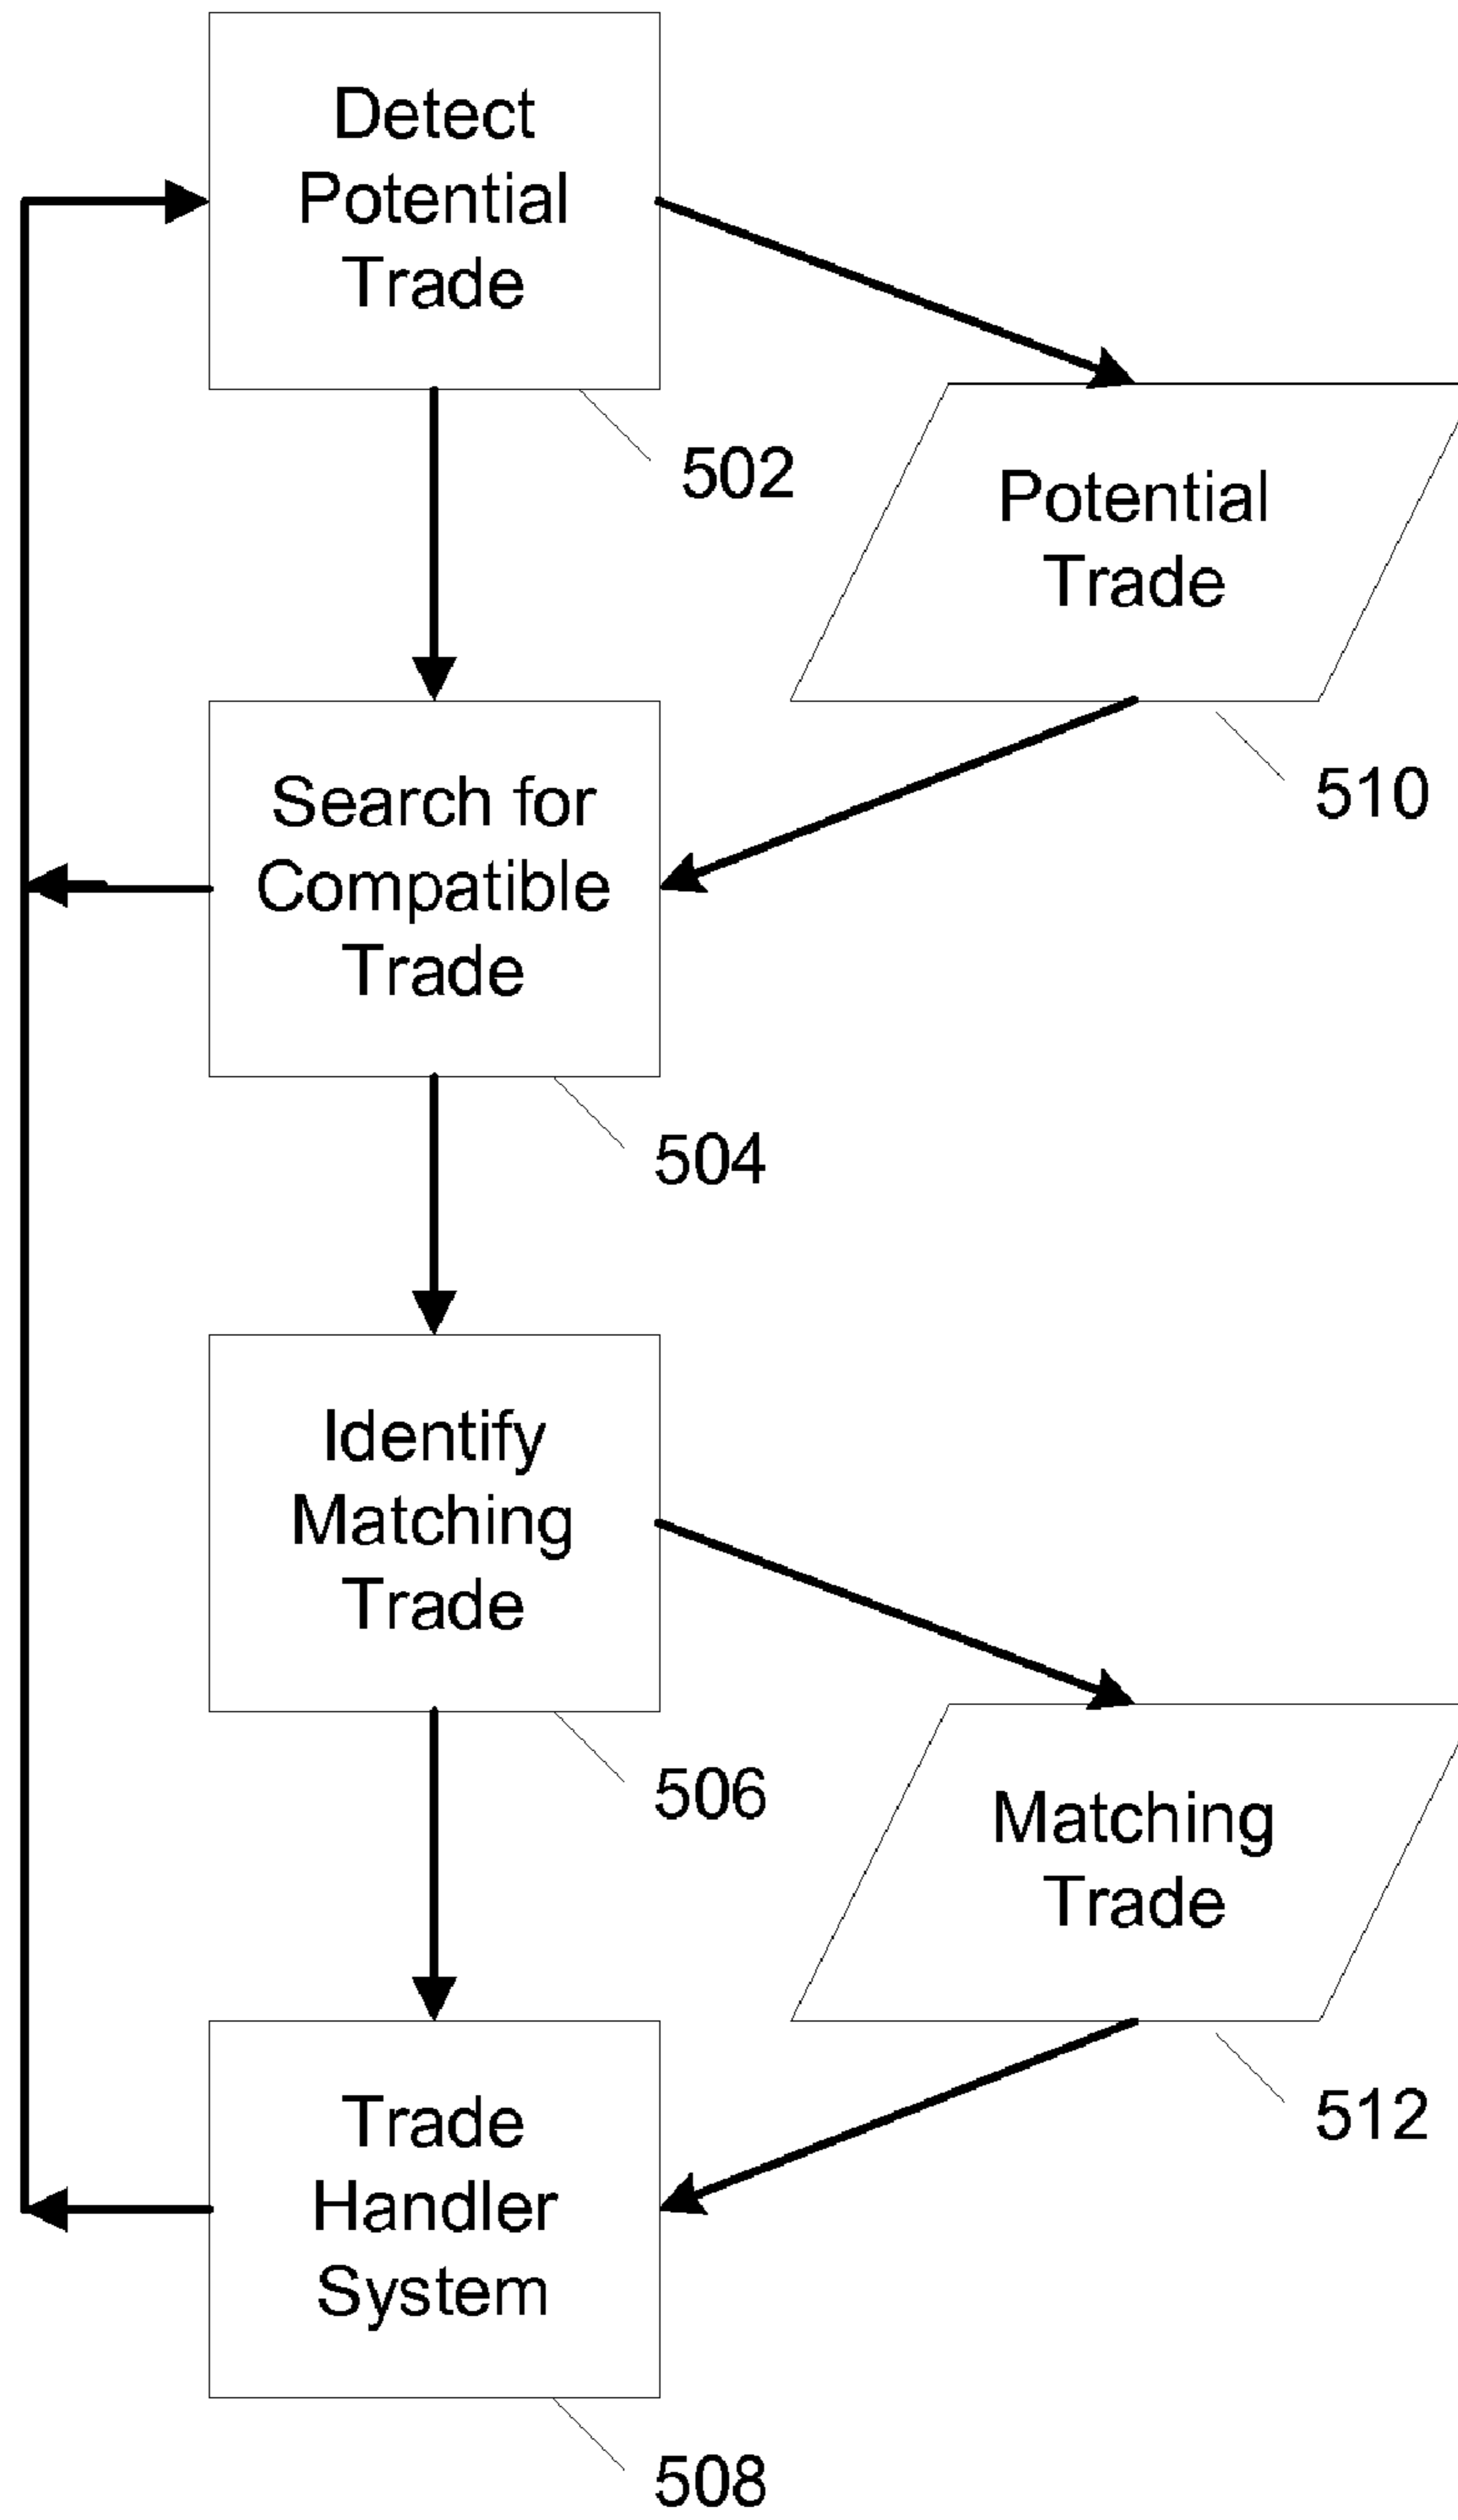 Detect
Potential
Trade
502
Potential
Trade
510
Search for
Compatible
Trade
504
Identify
Matching
Trade
506
Matching
Trade
512
Trade
Handler
System
508